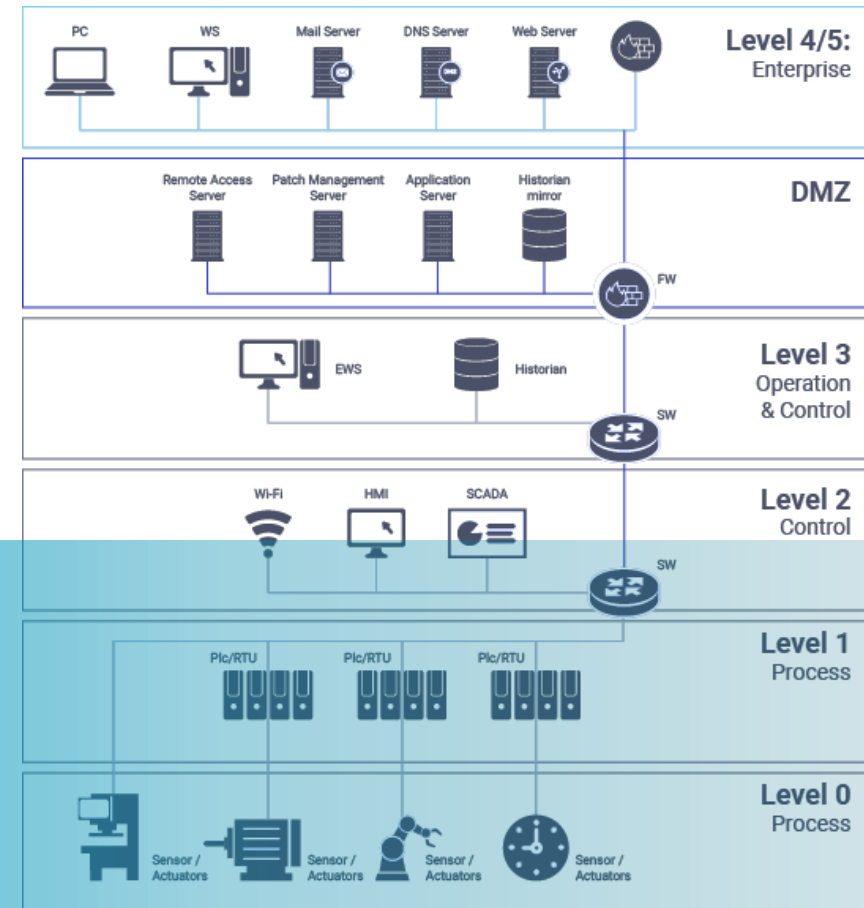 PC
WS
Mail Server
DNS Server
Web Server
Level 4/5:
Enterprise
DMZ
Remote Access
Server
Patch Management
Server
Application
Server
Historian
mirror
DMZ
FW
EWS
Historian
Level 3
Operation
& Control
SW
Wi-Fi
HMI
SCADA
Level 2
Control
SW
Plc/RTU
Plc/RTU
Plc/RTU
Level 1
Process
Sensor /
Actuators
Sensor /
Actuators
Sensor /
Actuators
Sensor /
Actuators
Level 0
Process